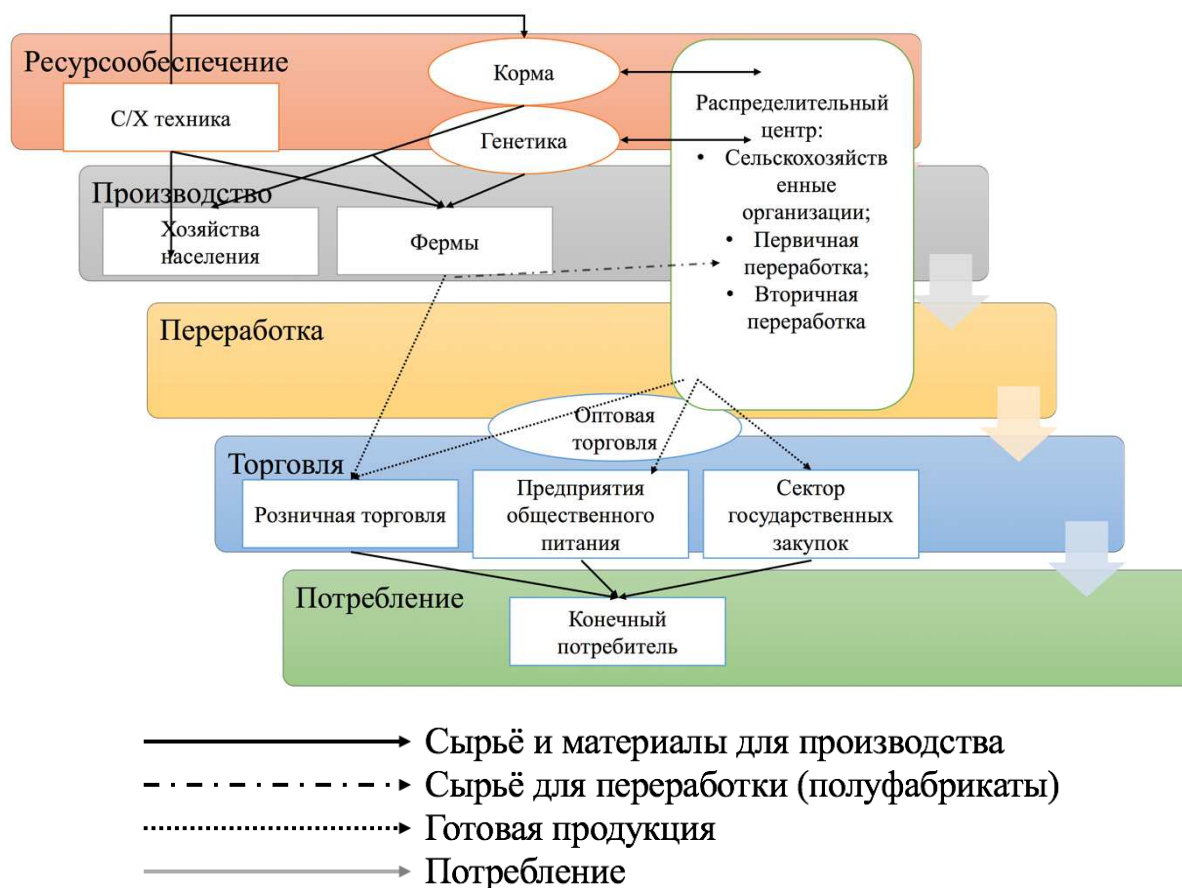 Ресурсообеспечение
Корма
С/Х техника
Генетика
Распределительный
центр:
• Сельскохозяйств
енные
организации;
• Первичная
переработка;
• Вторичная
переработка
Производство
Хозяйства
населения
Фермы
Переработка
Оптовая
торговля
Торговля
Розничная торговля
Предприятия
общественного
питания
Сектор
государственных
закупок
Потребление
Конечный
потребитель
Сырьё и материалы для производства
Сырьё для переработки (полуфабрикаты)
Готовая продукция
Потребление